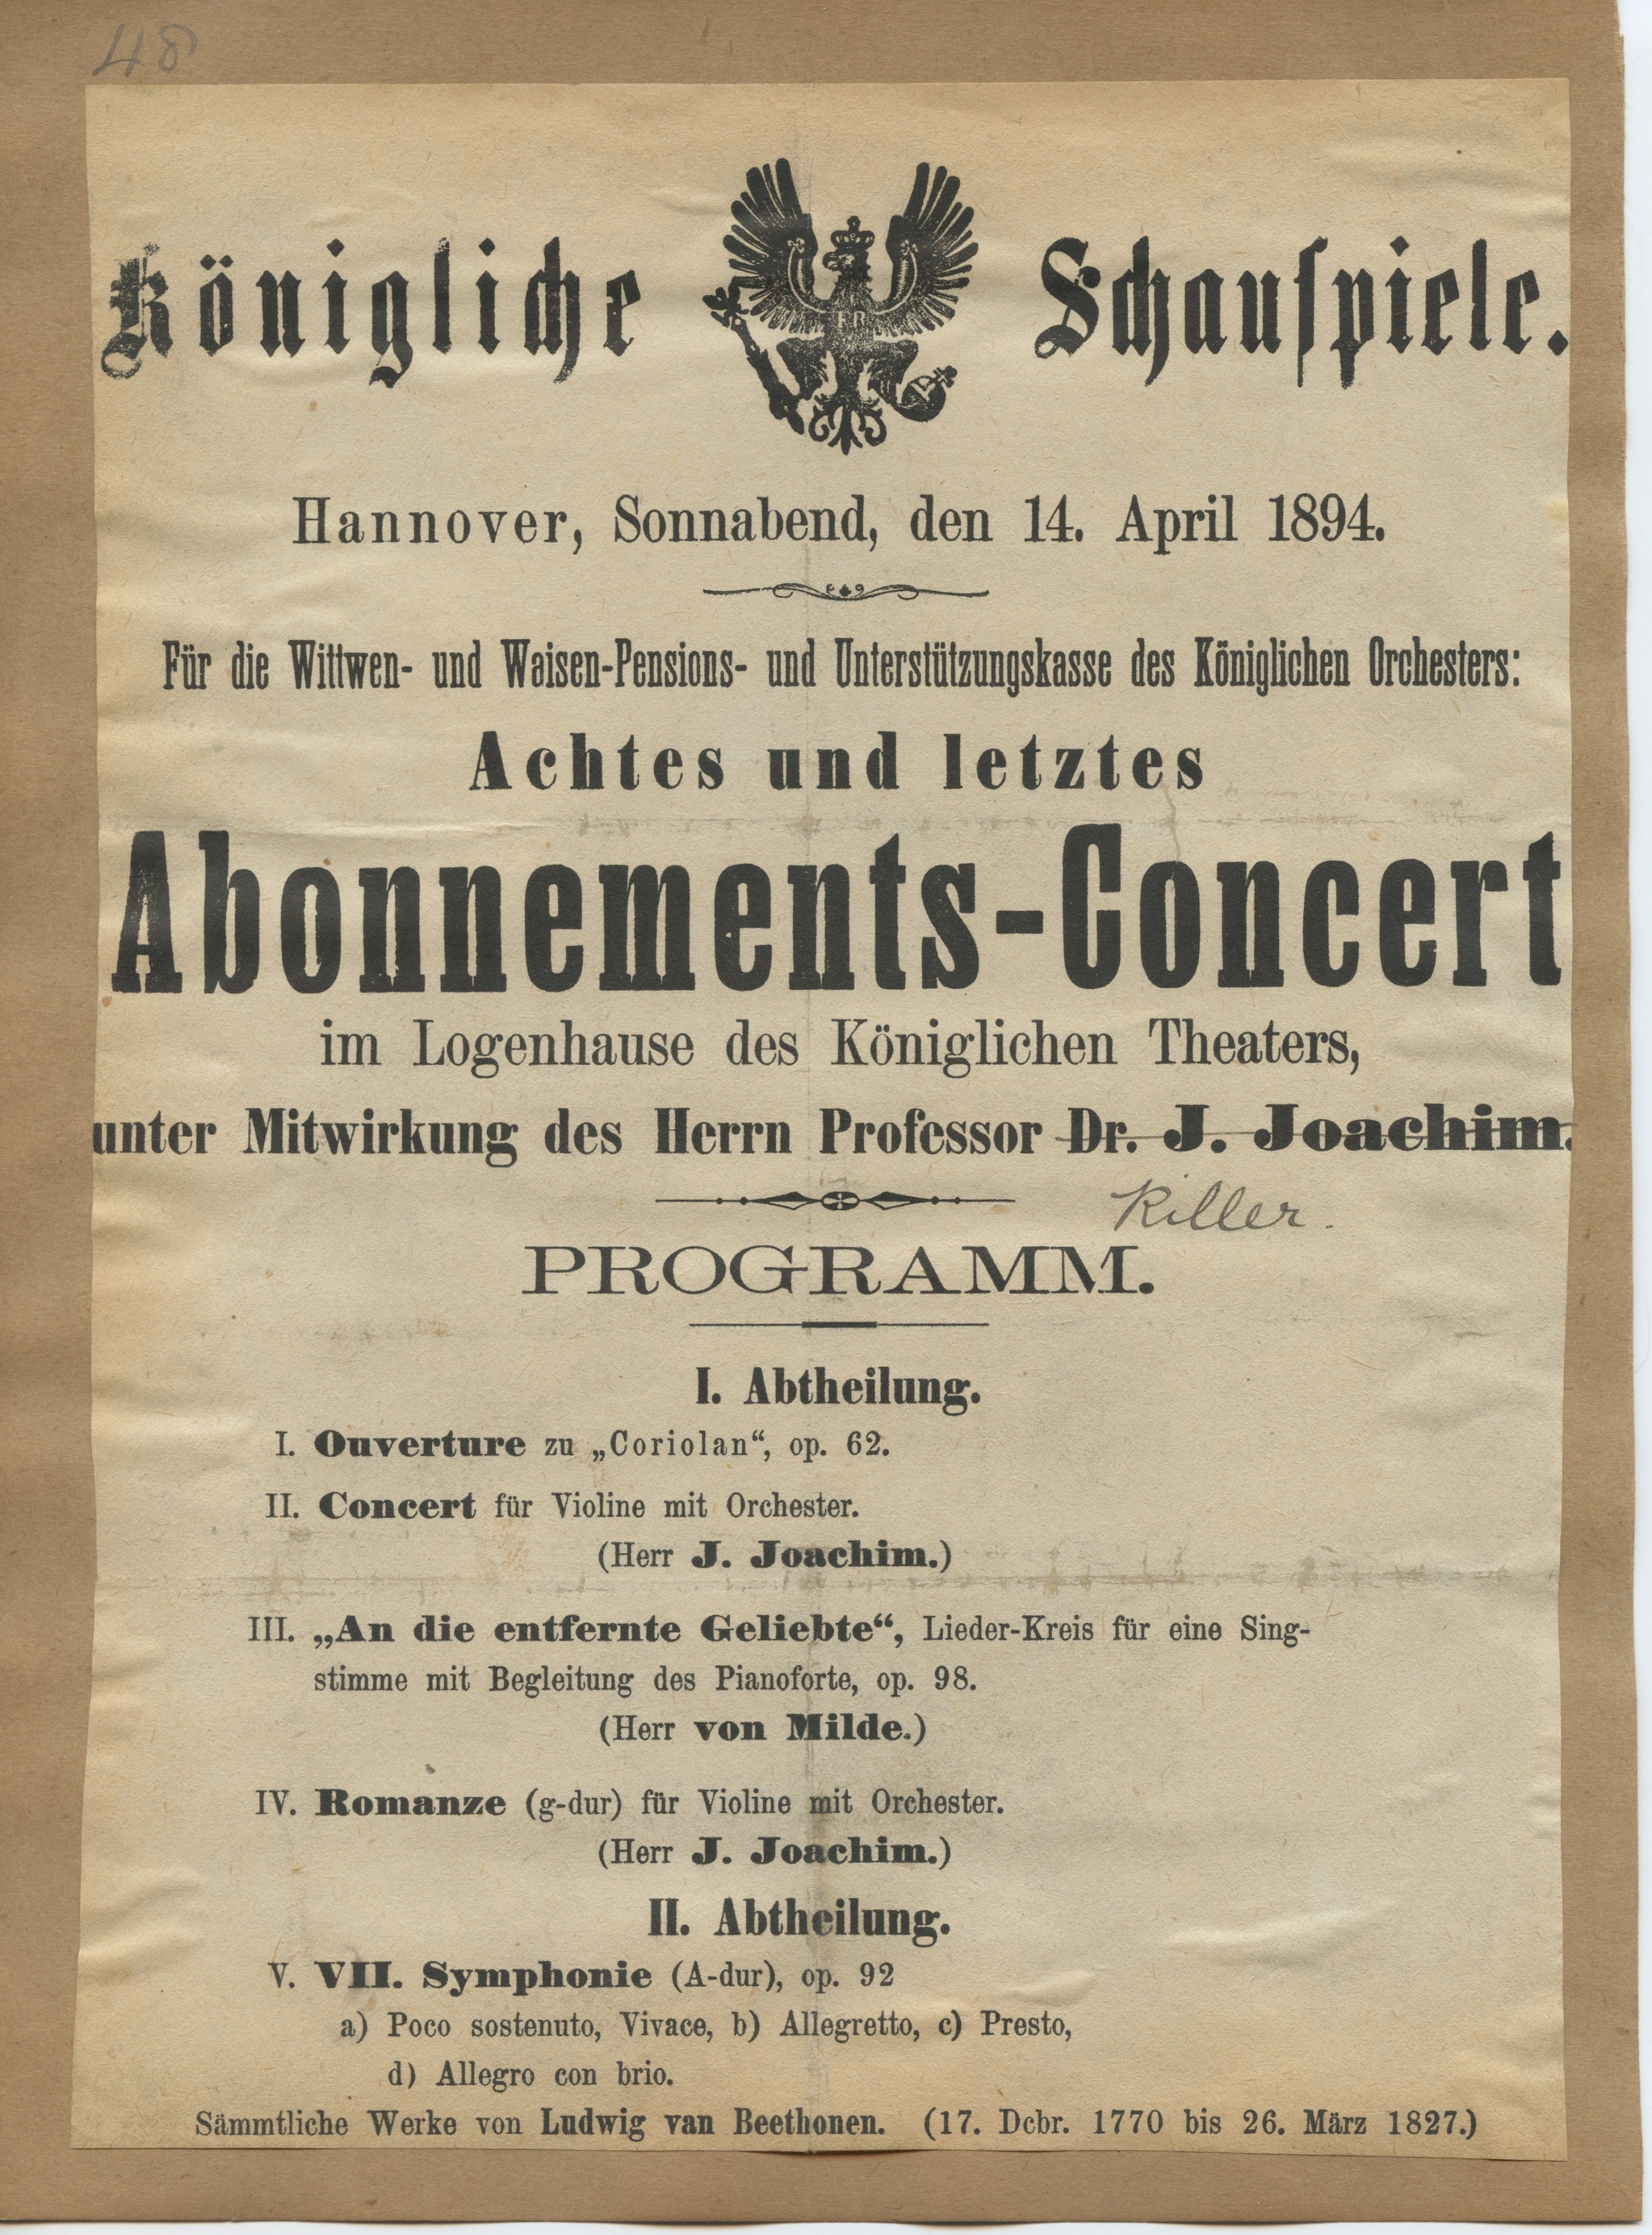 48
Königliche Schauspiele.
FR
Hannover, Sonnabend, den 14. April 1894.
Für die Wittwen- und Waisen-Pensions- und Unterstützungskasse des Königlichen Orchesters:
Achtes und letztes
Abonnements-Concert
im Logenhause des Königlichen Theaters,
unter Mitwirkung des Herrn Professor Dr. J. Joachim.
Riller.
PROGRAMM.
I. Abtheilung.
I. Ouverture zu „Coriolan“, op. 62.
II. Concert für Violine mit Orchester.
(Herr J. Joachim.)
III. „An die entfernte Geliebte“, Lieder-Kreis für eine Sing-
stimme mit Begleitung des Pianoforte, op. 98.
(Herr von Milde.)
IV. Romanze (g-dur) für Violine mit Orchester.
(Herr J. Joachim.)
II. Abtheilung.
V. VII. Symphonie (A-dur), op. 92
a) Poco sostenuto, Vivace, b) Allegretto, c) Presto,
d) Allegro con brio.
Sämmtliche Werke von Ludwig van Beethonen. (17. Dcbr. 1770 bis 26. März 1827.)